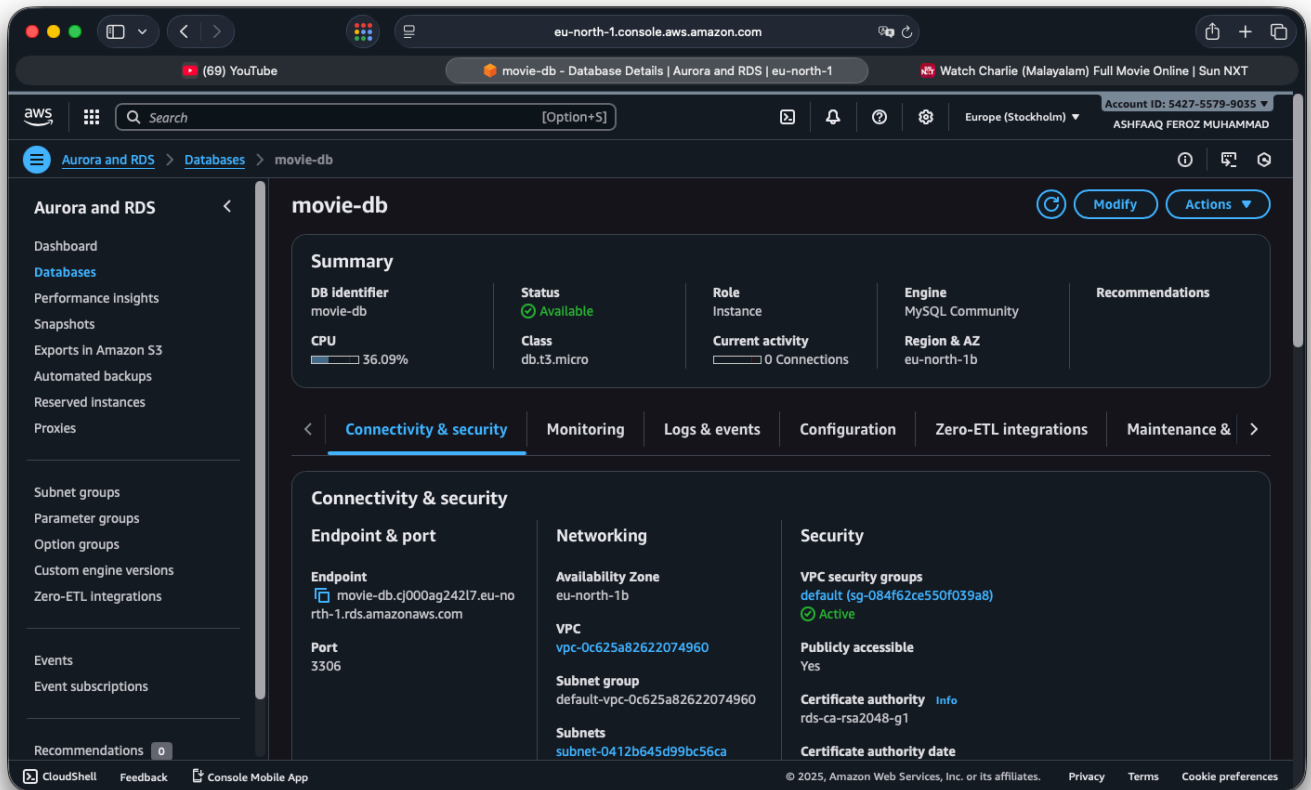 eu-north-1.console.aws.amazon.com
(69) YouTube
movie-db - Database Details | Aurora and RDS | eu-north-1
Watch Charlie (Malayalam) Full Movie Online | Sun NXT
aws
Search
[Option+S]
Europe (Stockholm) ▼
Account ID: 5427-5579-9035 ▼
ASHFAAQ FEROZ MUHAMMAD
Aurora and RDS > Databases > movie-db
Aurora and RDS
Dashboard
Databases
Performance insights
Snapshots
Exports in Amazon S3
Automated backups
Reserved instances
Proxies
Subnet groups
Parameter groups
Option groups
Custom engine versions
Zero-ETL integrations
Events
Event subscriptions
Recommendations 0
movie-db
Modify
Actions ▼
Summary
DB identifier
movie-db
CPU
36.09%
Status
Available
Class
db.t3.micro
Role
Instance
Current activity
0 Connections
Engine
MySQL Community
Region & AZ
eu-north-1b
Recommendations
Connectivity & security
Monitoring
Logs & events
Configuration
Zero-ETL integrations
Maintenance &
Connectivity & security
Endpoint & port
Endpoint
movie-db.cj000ag242l7.eu-no
rth-1.rds.amazonaws.com
Port
3306
Networking
Availability Zone
eu-north-1b
VPC
vpc-0c625a82622074960
Subnet group
default-vpc-0c625a82622074960
Subnets
subnet-0412b645d99bc56ca
Security
VPC security groups
default (sg-084f62ce550f039a8)
Active
Publicly accessible
Yes
Certificate authority Info
rds-ca-rsa2048-g1
Certificate authority date
CloudShell
Feedback
Console Mobile App
© 2025, Amazon Web Services, Inc. or its affiliates.
Privacy
Terms
Cookie preferences